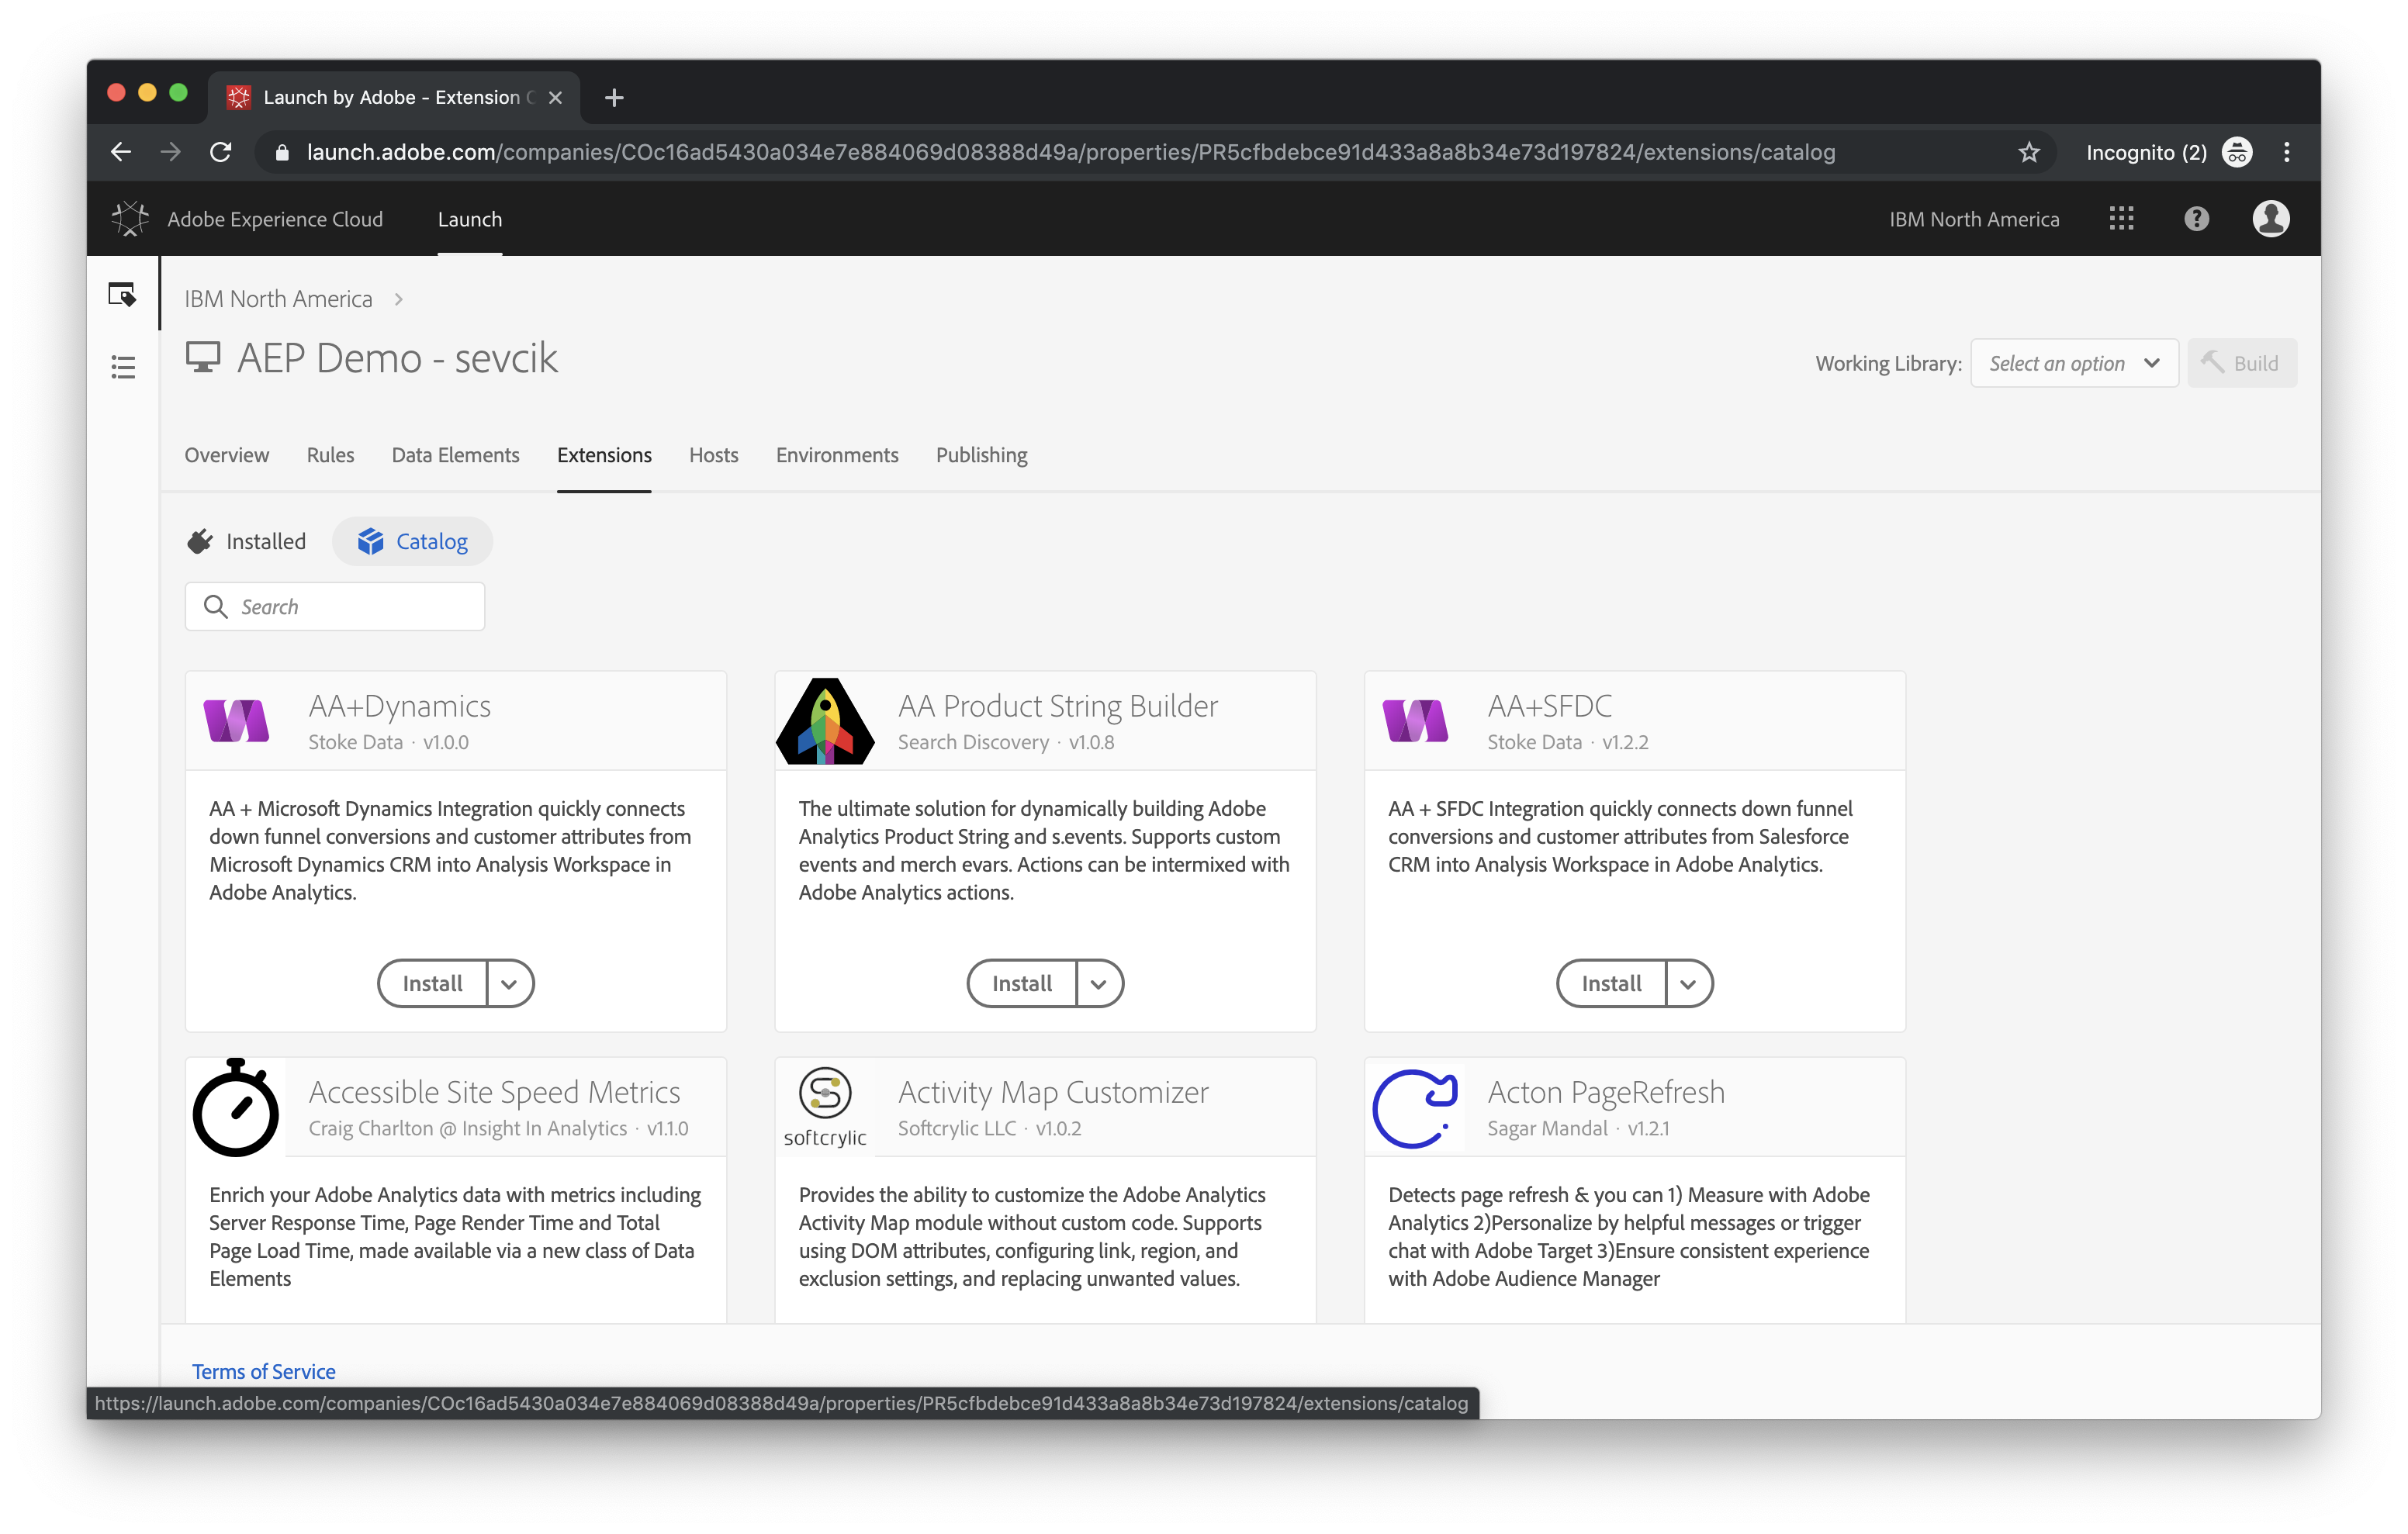 Launch by Adobe - Extension C
launch.adobe.com/companies/COc16ad5430a034e7e884069d08388d49a/properties/PR5cfbdebce91d433a8a8b34e73d197824/extensions/catalog
Incognito (2)
Adobe Experience Cloud
Launch
IBM North America
IBM North America
AEP Demo - sevcik
Working Library:
Select an option
Build
Overview
Rules
Data Elements
Extensions
Hosts
Environments
Publishing
Installed
Catalog
Search
AA+Dynamics
Stoke Data · v1.0.0
AA + Microsoft Dynamics Integration quickly connects
down funnel conversions and customer attributes from
Microsoft Dynamics CRM into Analysis Workspace in
Adobe Analytics.
Install
AA Product String Builder
Search Discovery · v1.0.8
The ultimate solution for dynamically building Adobe
Analytics Product String and s.events. Supports custom
events and merch evars. Actions can be intermixed with
Adobe Analytics actions.
Install
AA+SFDC
Stoke Data · v1.2.2
AA + SFDC Integration quickly connects down funnel
conversions and customer attributes from Salesforce
CRM into Analysis Workspace in Adobe Analytics.
Install
Accessible Site Speed Metrics
Craig Charlton @ Insight In Analytics · v1.1.0
Enrich your Adobe Analytics data with metrics including
Server Response Time, Page Render Time and Total
Page Load Time, made available via a new class of Data
Elements
softcrylic
Activity Map Customizer
Softcrylic LLC · v1.0.2
Provides the ability to customize the Adobe Analytics
Activity Map module without custom code. Supports
using DOM attributes, configuring link, region, and
exclusion settings, and replacing unwanted values.
Acton PageRefresh
Sagar Mandal · v1.2.1
Detects page refresh & you can 1) Measure with Adobe
Analytics 2)Personalize by helpful messages or trigger
chat with Adobe Target 3)Ensure consistent experience
with Adobe Audience Manager
Terms of Service
https://launch.adobe.com/companies/COc16ad5430a034e7e884069d08388d49a/properties/PR5cfbdebce91d433a8a8b34e73d197824/extensions/catalog